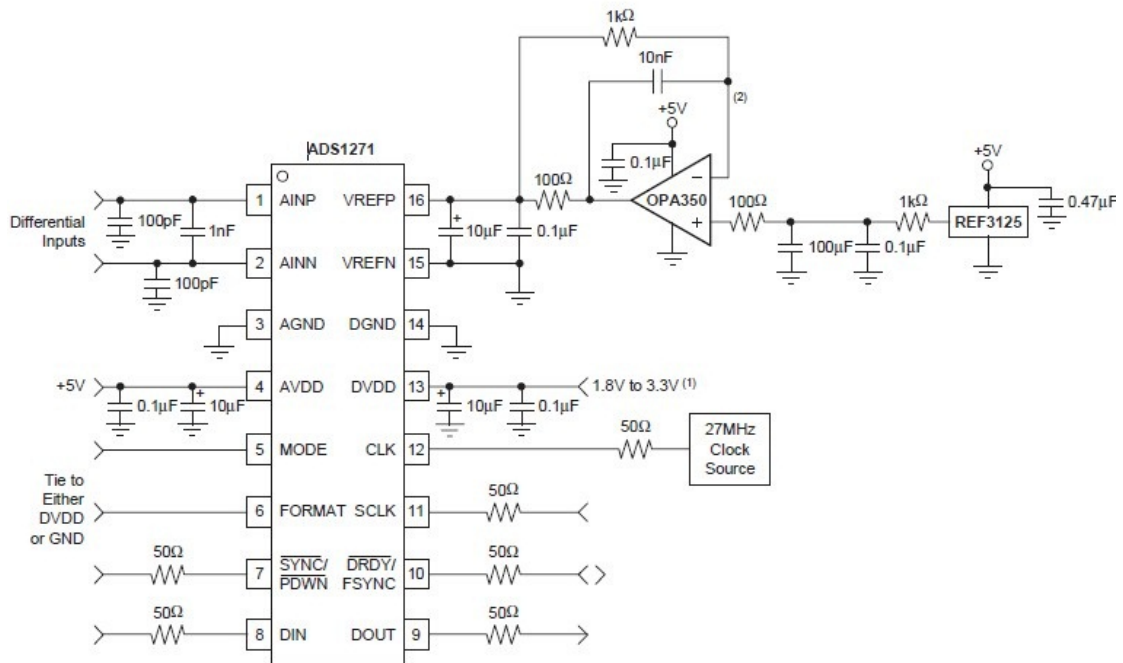 1kΩ
10nF
(2)
+5V
0.1µF
100Ω
OPA350
100Ω
100µF
0.1µF
1kΩ
REF3125
+5V
0.47µF
ADS1271
Differential
Inputs
100pF
1nF
100pF
1 AINP VREFP 16
10µF
0.1µF
2 AINN VREFN 15
3 AGND DGND 14
+5V
0.1µF
10µF
4 AVDD DVDD 13
10µF
0.1µF
1.8V to 3.3V (1)
5 MODE CLK 12
50Ω
27MHz
Clock
Source
Tie to
Either
DVDD
or GND
6 FORMAT SCLK 11
50Ω
50Ω
7 SYNC/ DRDY/ 10
PDWN FSYNC
50Ω
50Ω
8 DIN DOUT 9
50Ω
+
+
+
−
+